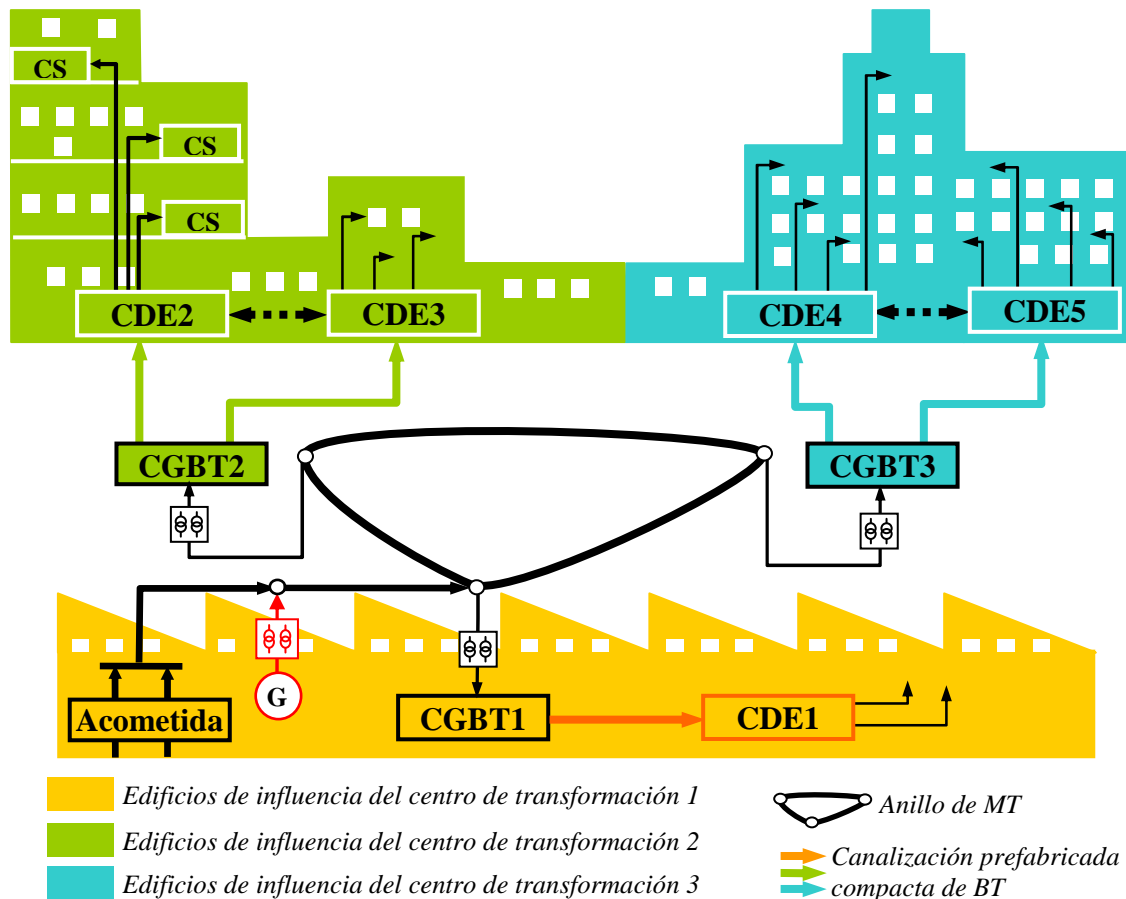 CS
CS
CS
CDE2
CDE3
CDE4
CDE5
CGBT2
CGBT3
G
Acometida
CGBT1
CDE1
Edificios de influencia del centro de transformación 1
Edificios de influencia del centro de transformación 2
Edificios de influencia del centro de transformación 3
Anillo de MT
Canalización prefabricada
compacta de BT